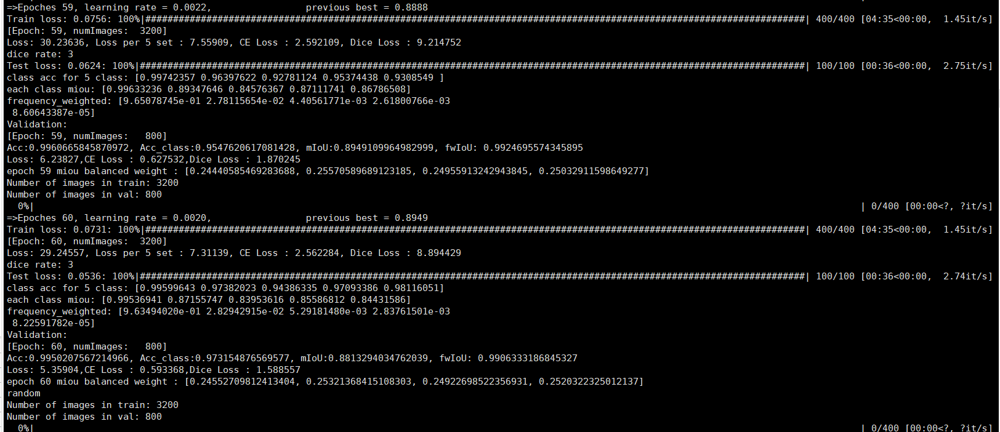 =>Epoches 59, learning rate = 0.0022,                 previous best = 0.8888
Train loss: 0.0756: 100%|#######################################################################################################################| 400/400 [04:35<00:00,  1.45it/s]
[Epoch: 59, numImages:  3200]
Loss: 30.23636, Loss per 5 set : 7.55909, CE Loss : 2.592109, Dice Loss : 9.214752
dice rate: 3
Test loss: 0.0624: 100%|########################################################################################################################| 100/100 [00:36<00:00,  2.75it/s]
class acc for 5 class: [0.99742357 0.96397622 0.92781124 0.95374438 0.9308549 ]
each class miou: [0.99633236 0.89347646 0.84576367 0.87111741 0.86786508]
frequency_weighted: [9.65078745e-01 2.78115654e-02 4.40561771e-03 2.61800766e-03
 8.60643387e-05]
Validation:
[Epoch: 59, numImages:   800]
Acc:0.9960665845870972, Acc_class:0.9547620617081428, mIoU:0.8949109964982999, fwIoU: 0.9924695574345895
Loss: 6.23827,CE Loss : 0.627532,Dice Loss : 1.870245
epoch 59 miou balanced weight : [0.24440585469283688, 0.25570589689123185, 0.24955913242943845, 0.25032911598649277]
Number of images in train: 3200
Number of images in val: 800
  0%|                                                                                                                                                     | 0/400 [00:00<?, ?it/s]
=>Epoches 60, learning rate = 0.0020,                 previous best = 0.8949
Train loss: 0.0731: 100%|#######################################################################################################################| 400/400 [04:35<00:00,  1.45it/s]
[Epoch: 60, numImages:  3200]
Loss: 29.24557, Loss per 5 set : 7.31139, CE Loss : 2.562284, Dice Loss : 8.894429
dice rate: 3
Test loss: 0.0536: 100%|########################################################################################################################| 100/100 [00:36<00:00,  2.74it/s]
class acc for 5 class: [0.99599643 0.97382023 0.94386335 0.97093386 0.98116051]
each class miou: [0.99536941 0.87155747 0.83953616 0.85586812 0.84431586]
frequency_weighted: [9.63494020e-01 2.82942915e-02 5.29181480e-03 2.83761501e-03
 8.22591782e-05]
Validation:
[Epoch: 60, numImages:   800]
Acc:0.9950207567214966, Acc_class:0.973154876569577, mIoU:0.8813294034762039, fwIoU: 0.9906333186845327
Loss: 5.35904,CE Loss : 0.593368,Dice Loss : 1.588557
epoch 60 miou balanced weight : [0.24552709812413404, 0.25321368415108303, 0.24922698522356931, 0.2520322325012137]
random
Number of images in train: 3200
Number of images in val: 800
  0%|                                                                                                                                                     | 0/400 [00:00<?, ?it/s]